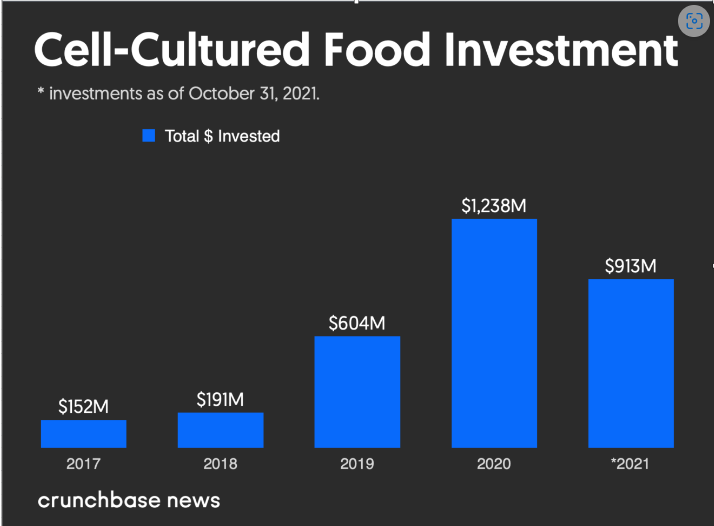 Cell-Cultured Food Investment
* investments as of October 31, 2021.
Total $ Invested
$1,238M
$913M
$604M
$191M
$152M
2017 2018 2019 2020 *2021
crunchbase news